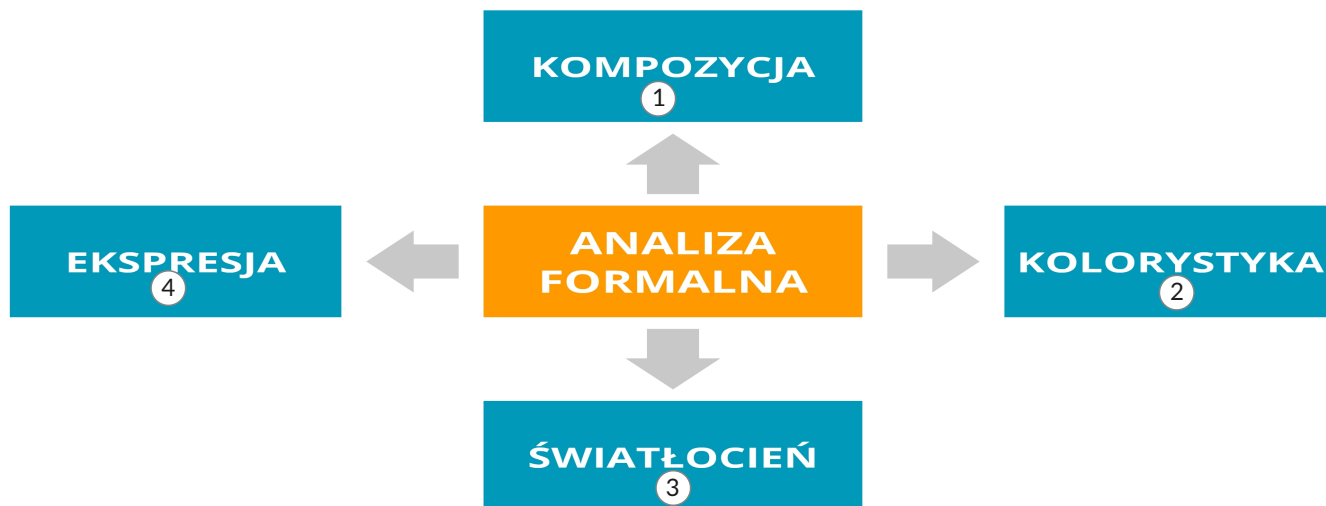 KOMPOZYCJA
1
EKSPRESJA
4
ANALIZA
FORMALNA
KOLORYSTYKA
2
ŚWIATŁOCIEŃ
3